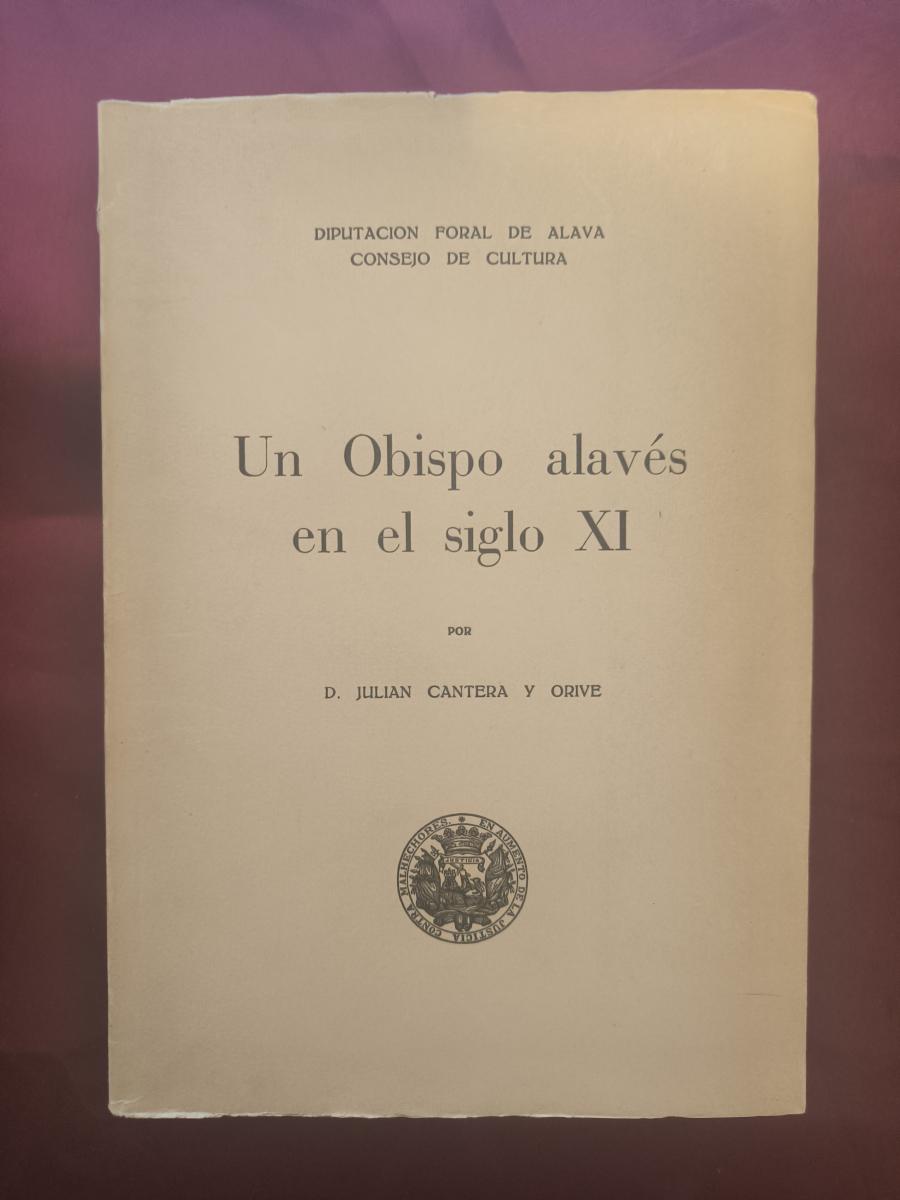 DIPUTACION FORAL DE ALAVA
CONSEJO DE CULTURA
Un Obispo alavés
en el siglo XI
POR
D. JULIAN CANTERA Y ORIVE
EN AUMENTO DE LA JUSTICIA CONTRA MALHECHORES.
JUSTICIA